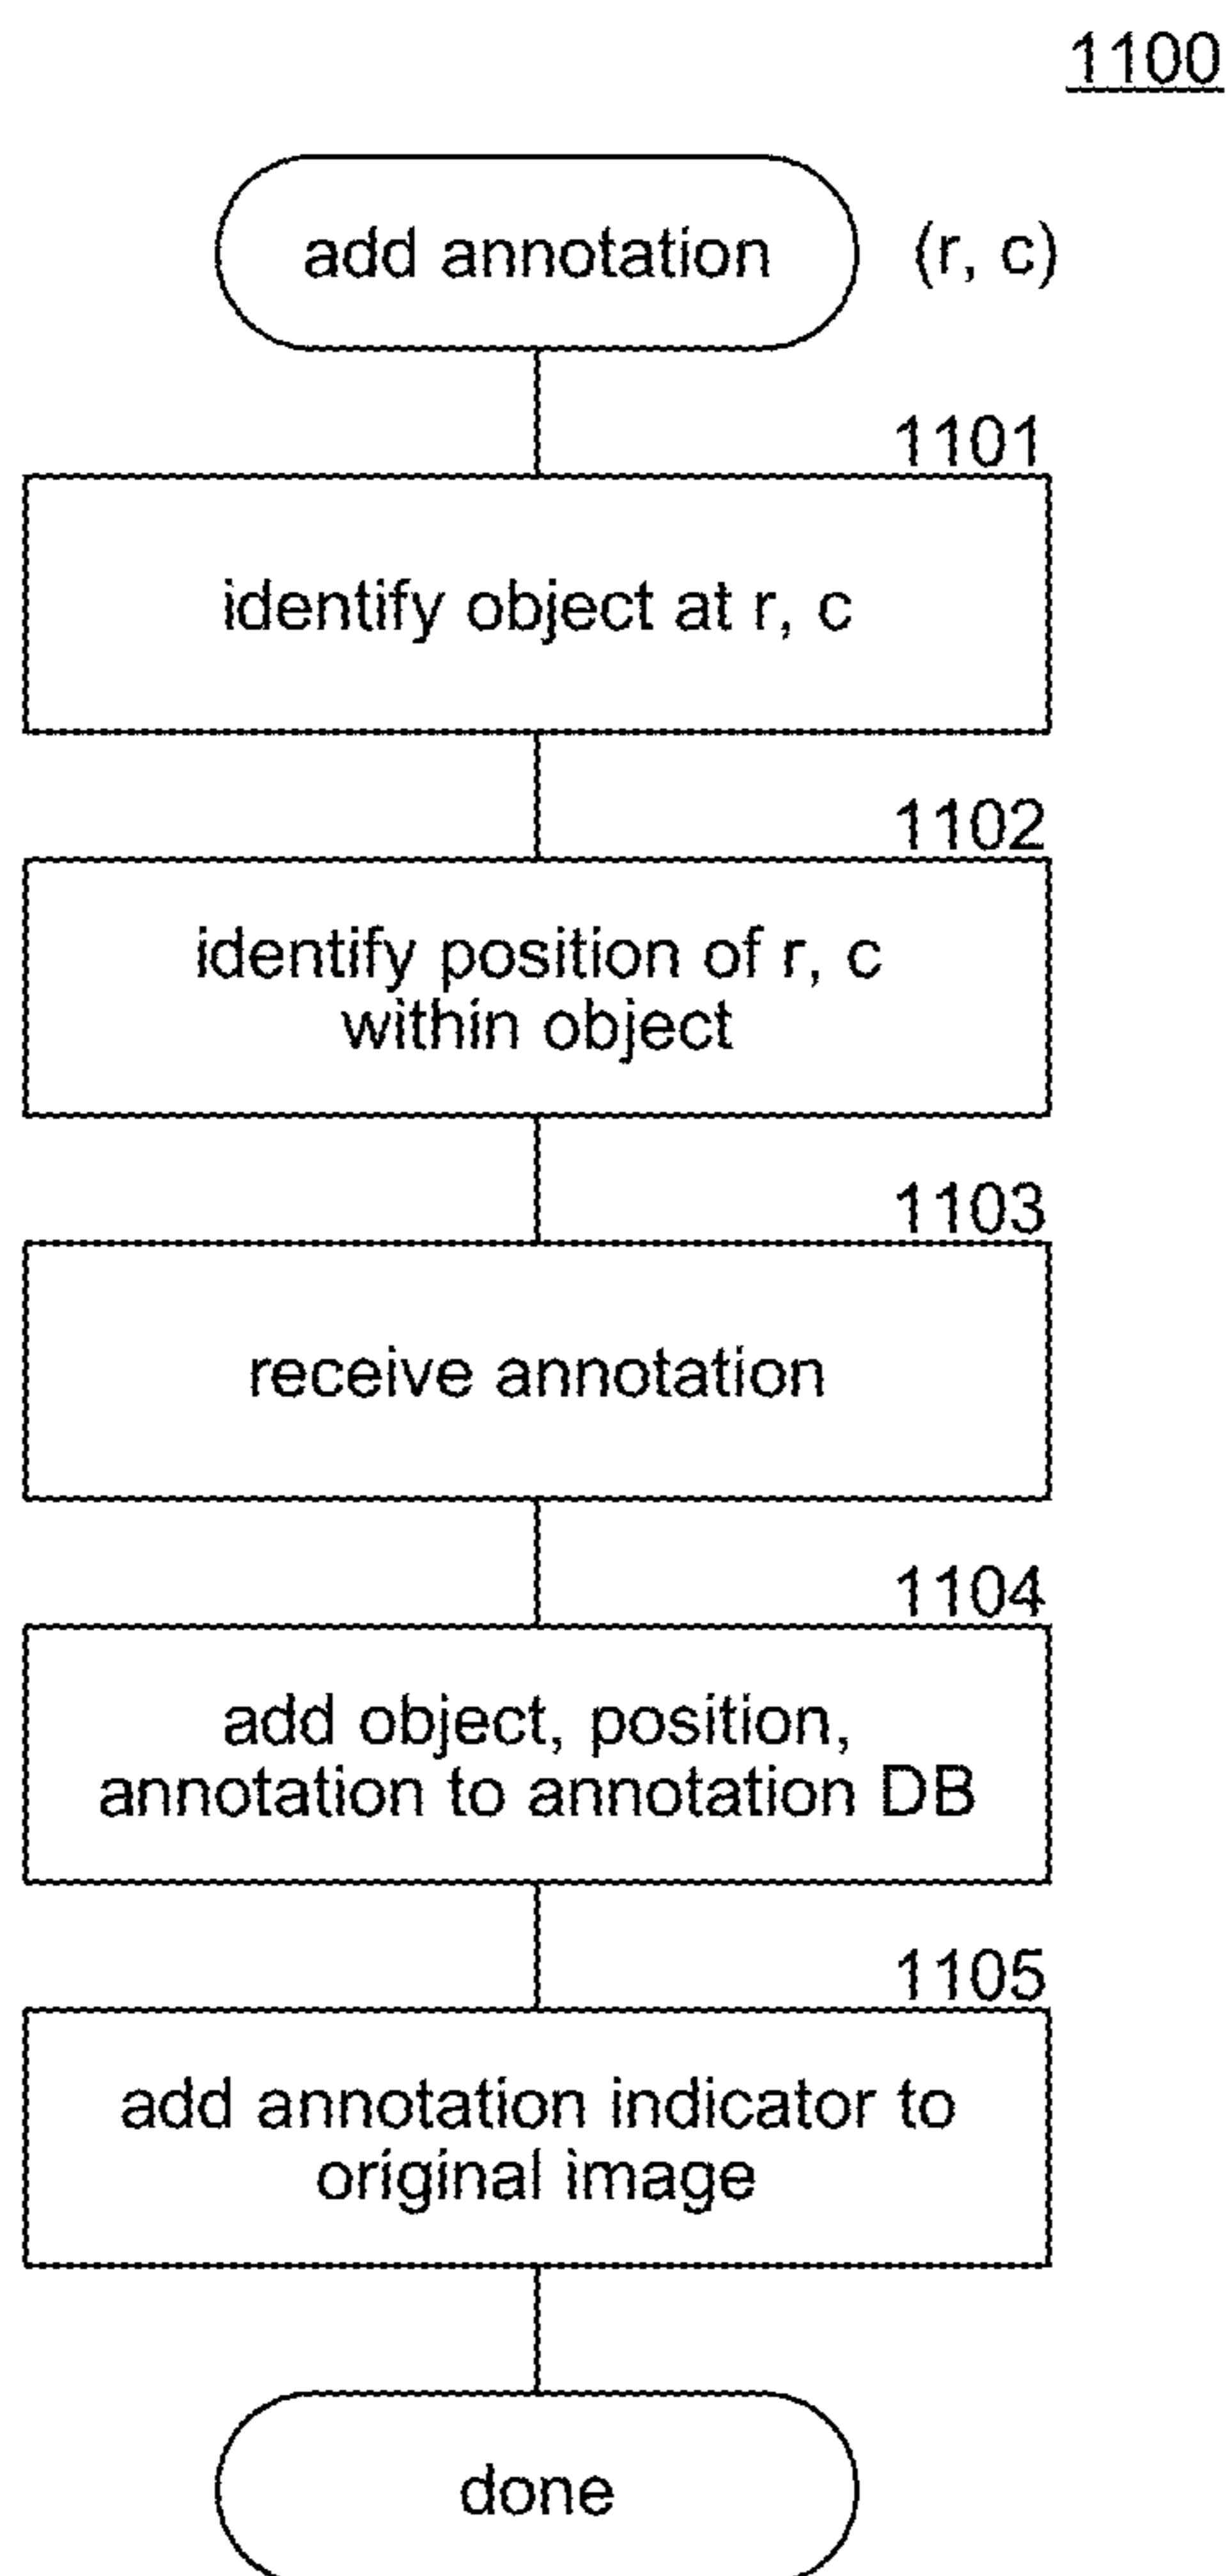 1100
add annotation (r, c)
1101
identify object at r, c
1102
identify position of r, c
within object
1103
receive annotation
1104
add object, position,
annotation to annotation DB
1105
add annotation indicator to
original image
done